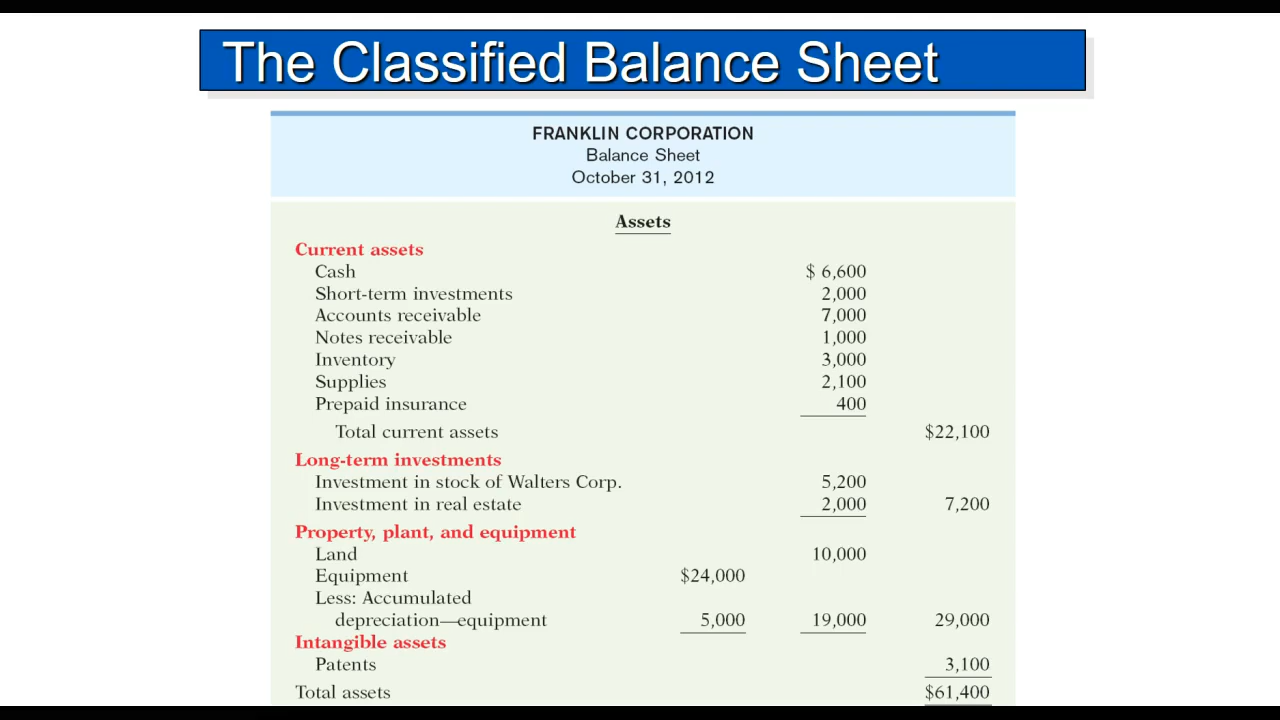 The Classified Balance Sheet
FRANKLIN CORPORATION
Balance Sheet
October 31, 2012
Assets
Current assets
Cash $ 6,600
Short-term investments 2,000
Accounts receivable 7,000
Notes receivable 1,000
Inventory 3,000
Supplies 2,100
Prepaid insurance 400
Total current assets $22,100
Long-term investments
Investment in stock of Walters Corp. 5,200
Investment in real estate 2,000 7,200
Property, plant, and equipment
Land 10,000
Equipment $24,000
Less: Accumulated
depreciation—equipment 5,000 19,000 29,000
Intangible assets
Patents 3,100
Total assets $61,400